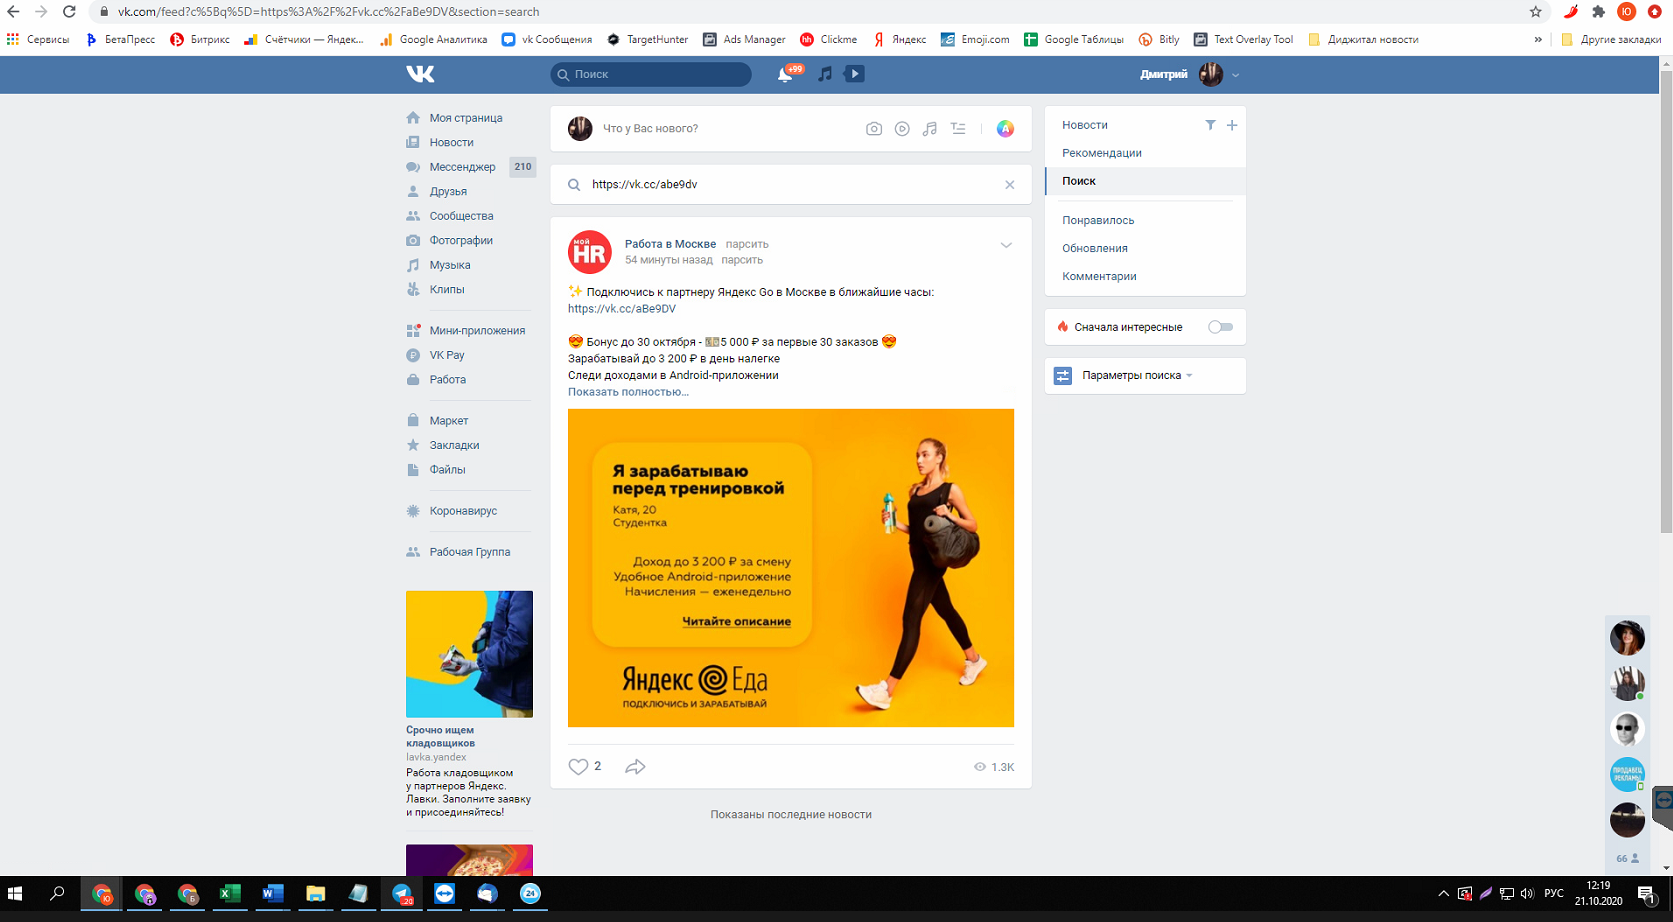 vk.com/feed?c%5Bq%5D=https%3A%2F%2Fvk.cc%2FaBe9DV&section=search
Ю
Сервисы
БетаПресс
Битрикс
Счётчики — Яндек...
Google Аналитика
vk Сообщения
TargetHunter
Ads Manager
hh Clickme
Я Яндекс
Emoji.com
Google Таблицы
Bitly
Text Overlay Tool
Диджитал новости
»
Другие закладки
Поиск
+99
Дмитрий
Моя страница
Новости
Мессенджер 210
Друзья
Сообщества
Фотографии
Музыка
Клипы
Мини-приложения
VK Pay
Работа
Маркет
Закладки
Файлы
Коронавирус
Рабочая Группа
Срочно ищем
кладовщиков
lavka.yandex
Работа кладовщиком
у партнеров Яндекс.
Лавки. Заполните заявку
и присоединяйтесь!
Что у Вас нового?
A
https://vk.cc/abe9dv
мой
HR
Работа в Москве парсить
54 минуты назад парсить
✨ Подключись к партнеру Яндекс Go в Москве в ближайшие часы:
https://vk.cc/aBe9DV
😍 Бонус до 30 октября - 💵5 000 ₽ за первые 30 заказов 😍
Зарабатывай до 3 200 ₽ в день налегке
Следи доходами в Android-приложении
Показать полностью...
Я зарабатываю
перед тренировкой
Катя, 20
Студентка
Доход до 3 200 ₽ за смену
Удобное Android-приложение
Начисления — еженедельно
Читайте описание
Яндекс Еда
ПОДКЛЮЧИСЬ И ЗАРАБАТЫВАЙ
2
1.3K
Показаны последние новости
Новости
Рекомендации
Поиск
Понравилось
Обновления
Комментарии
Сначала интересные
Параметры поиска
ПРОДАВЕЦ
РЕКЛАМЫ
66
Ю
Б
20
24
РУС
12:19
21.10.2020
1